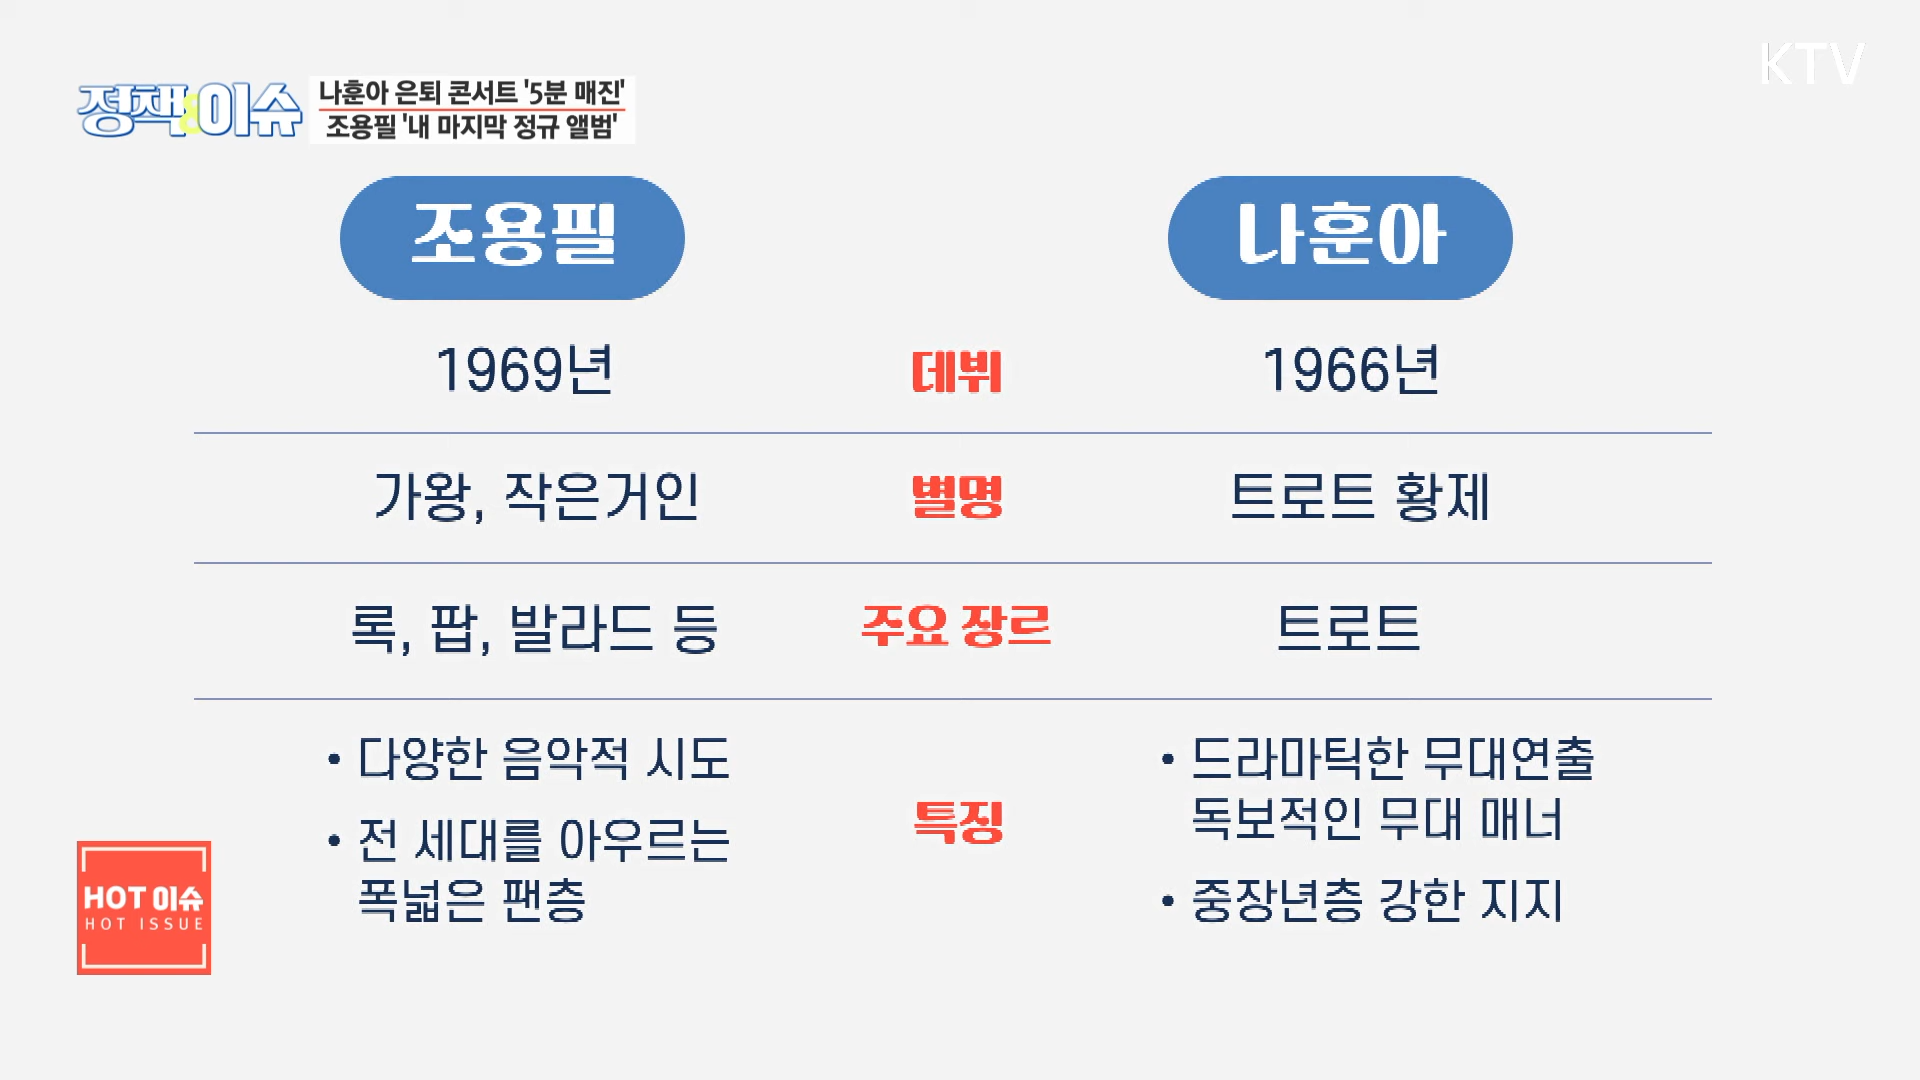 KTV
정책&이슈
나훈아 은퇴 콘서트 '5분 매진'
조용필 '내 마지막 정규 앨범'
조용필 나훈아
1969년 데뷔 1966년
가왕, 작은거인 별명 트로트 황제
록, 팝, 발라드 등 주요 장르 트로트
• 다양한 음악적 시도
• 전 세대를 아우르는
폭넓은 팬층
특징
• 드라마틱한 무대연출
독보적인 무대 매너
• 중장년층 강한 지지
HOT 이슈
HOT ISSUE